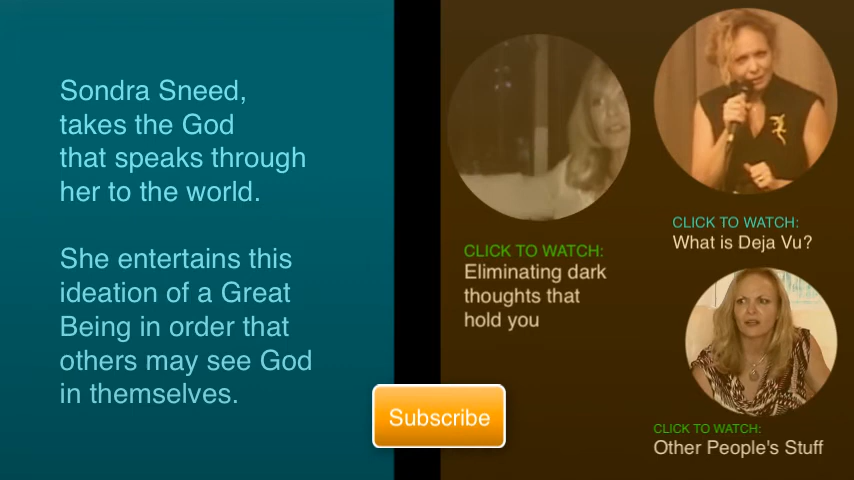 Sondra Sneed,
takes the God
that speaks through
her to the world.
She entertains this
ideation of a Great
Being in order that
others may see God
in themselves.
Subscribe
CLICK TO WATCH:
Eliminating dark
thoughts that
hold you
CLICK TO WATCH:
What is Deja Vu?
CLICK TO WATCH:
Other People's Stuff